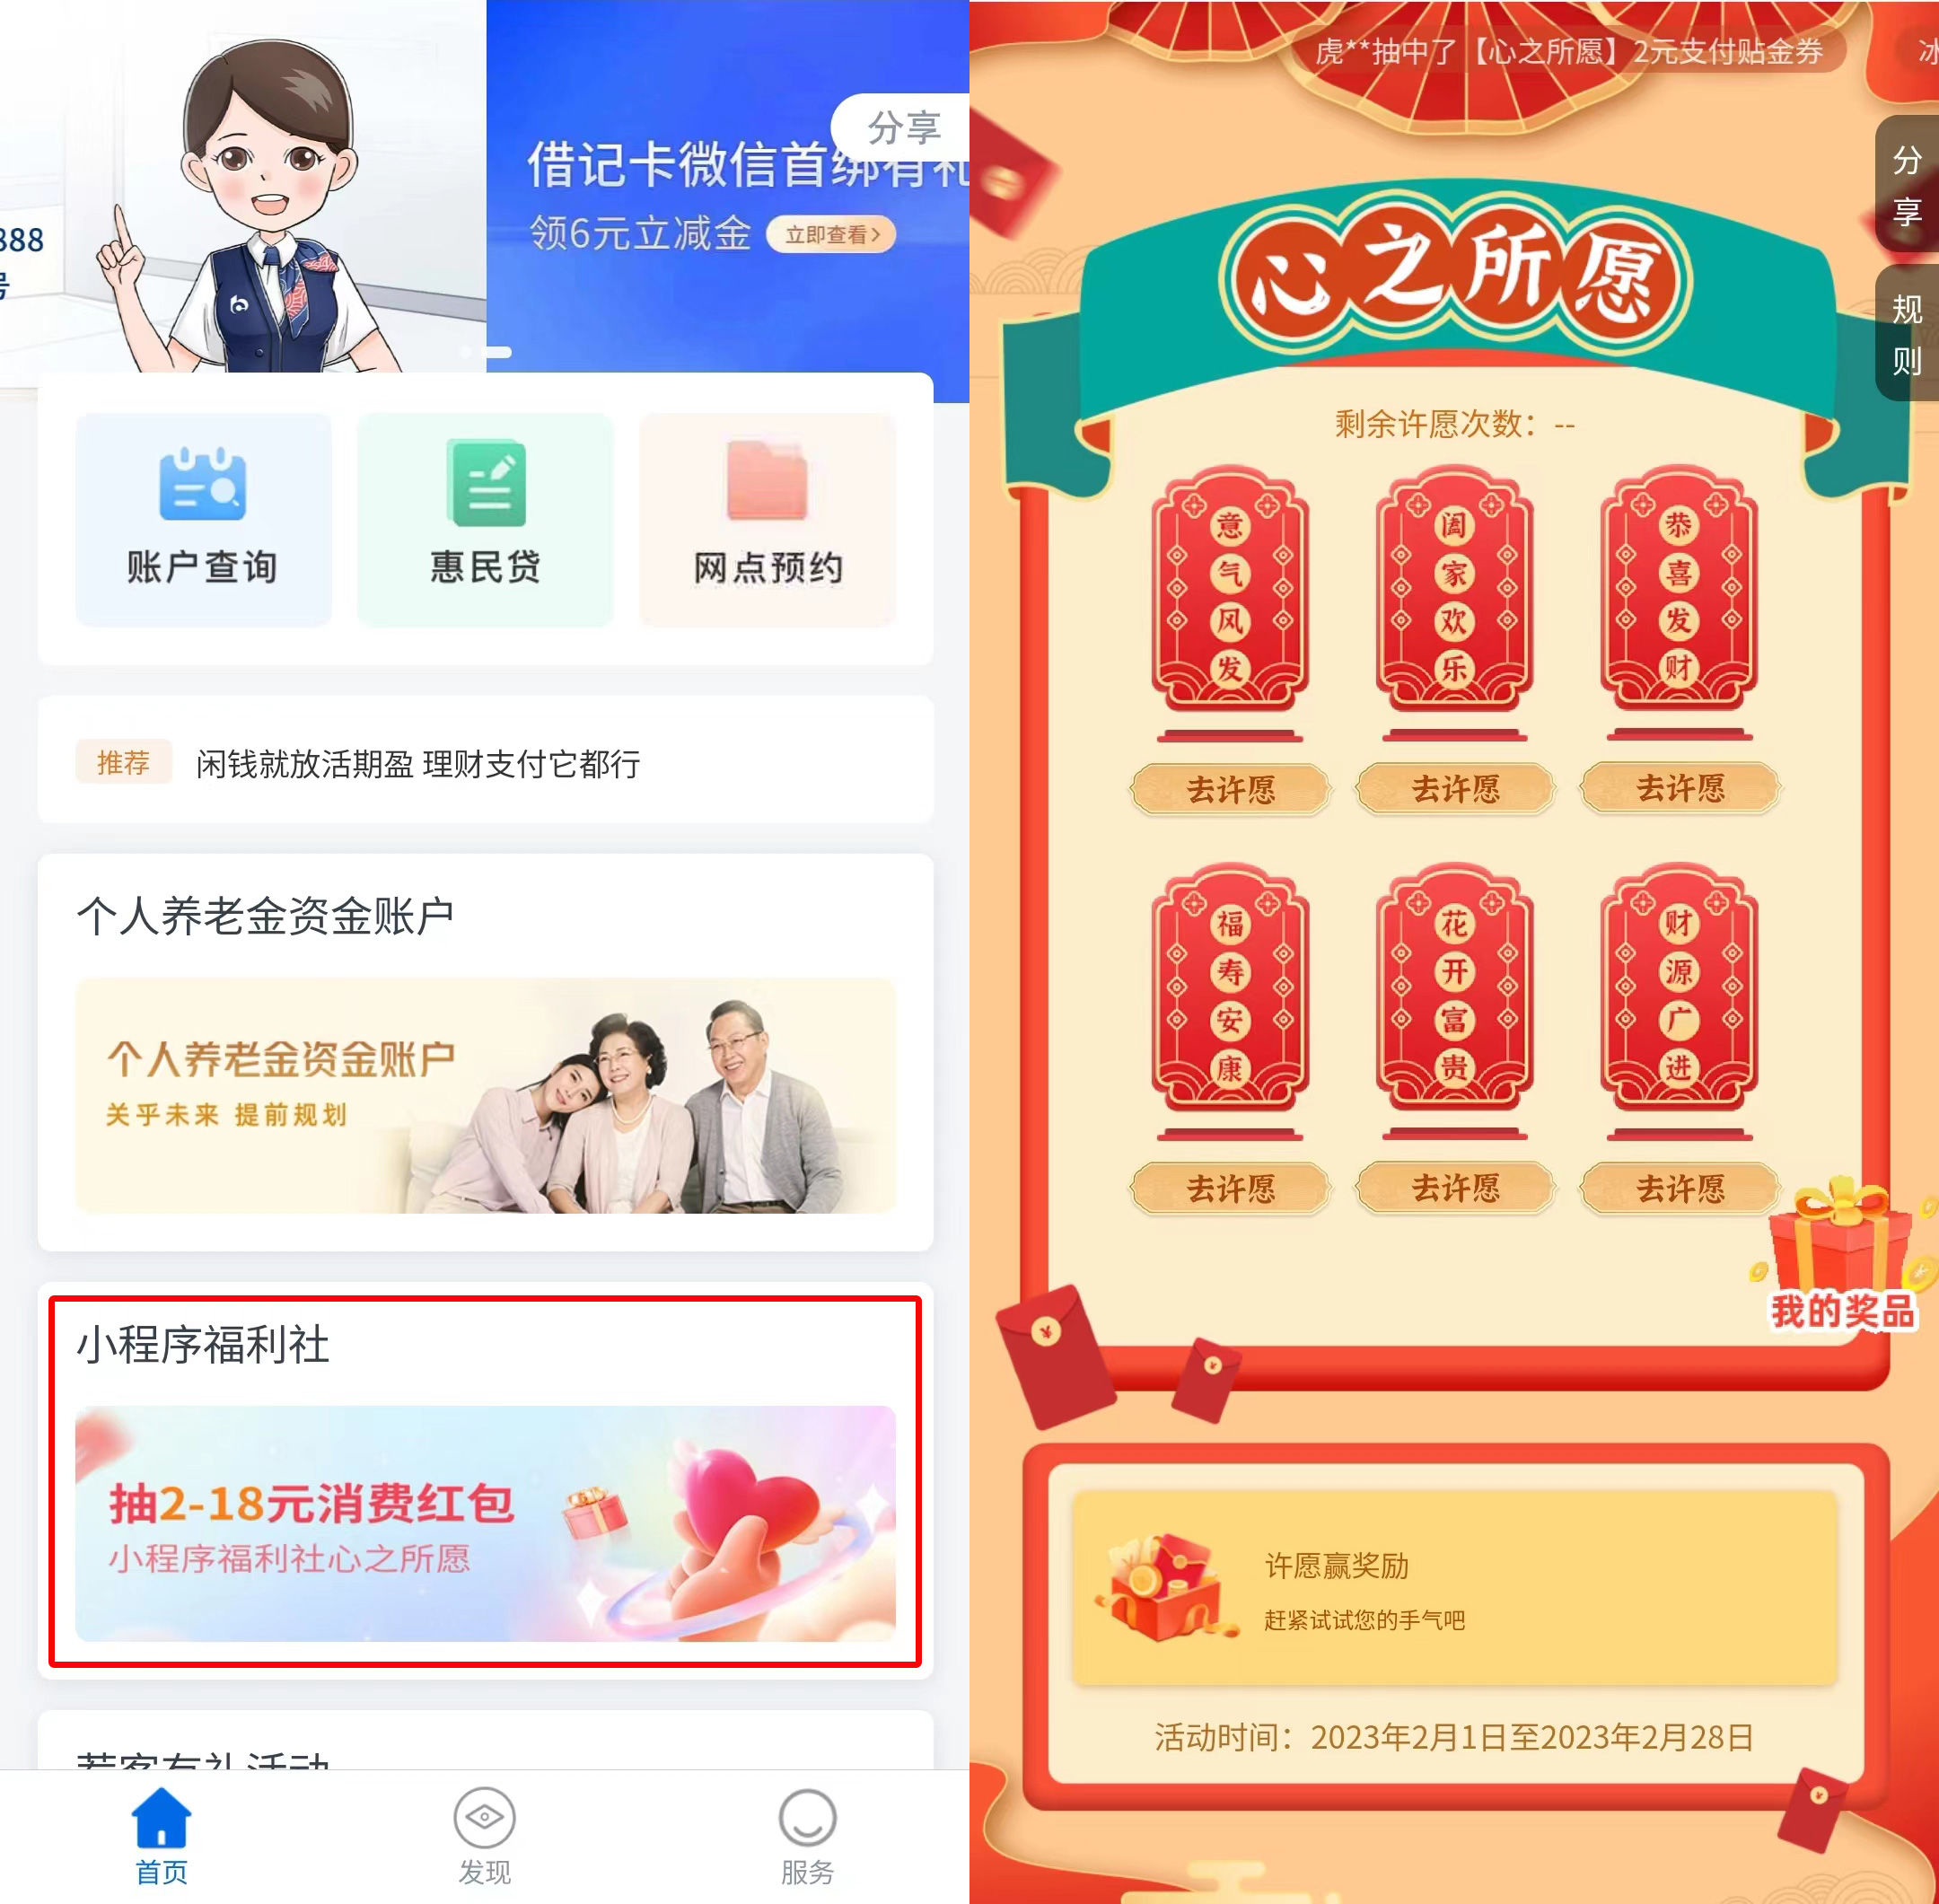 888
号
分享
借记卡微信首绑有礼
领6元立减金
立即查看>
账户查询
惠民贷
网点预约
推荐
闲钱就放活期盈 理财支付它都行
个人养老金资金账户
个人养老金资金账户
关乎未来 提前规划
小程序福利社
抽2-18元消费红包
小程序福利社心之所愿
荐客有礼活动
首页
发现
服务
虎**抽中了【心之所愿】2元支付贴金券
冰
分享
规则
心之所愿
剩余许愿次数：--
意气风发
阖家欢乐
恭喜发财
去许愿
去许愿
去许愿
福寿安康
花开富贵
财源广进
去许愿
去许愿
去许愿
我的奖品
许愿赢奖励
赶紧试试您的手气吧
活动时间：2023年2月1日至2023年2月28日